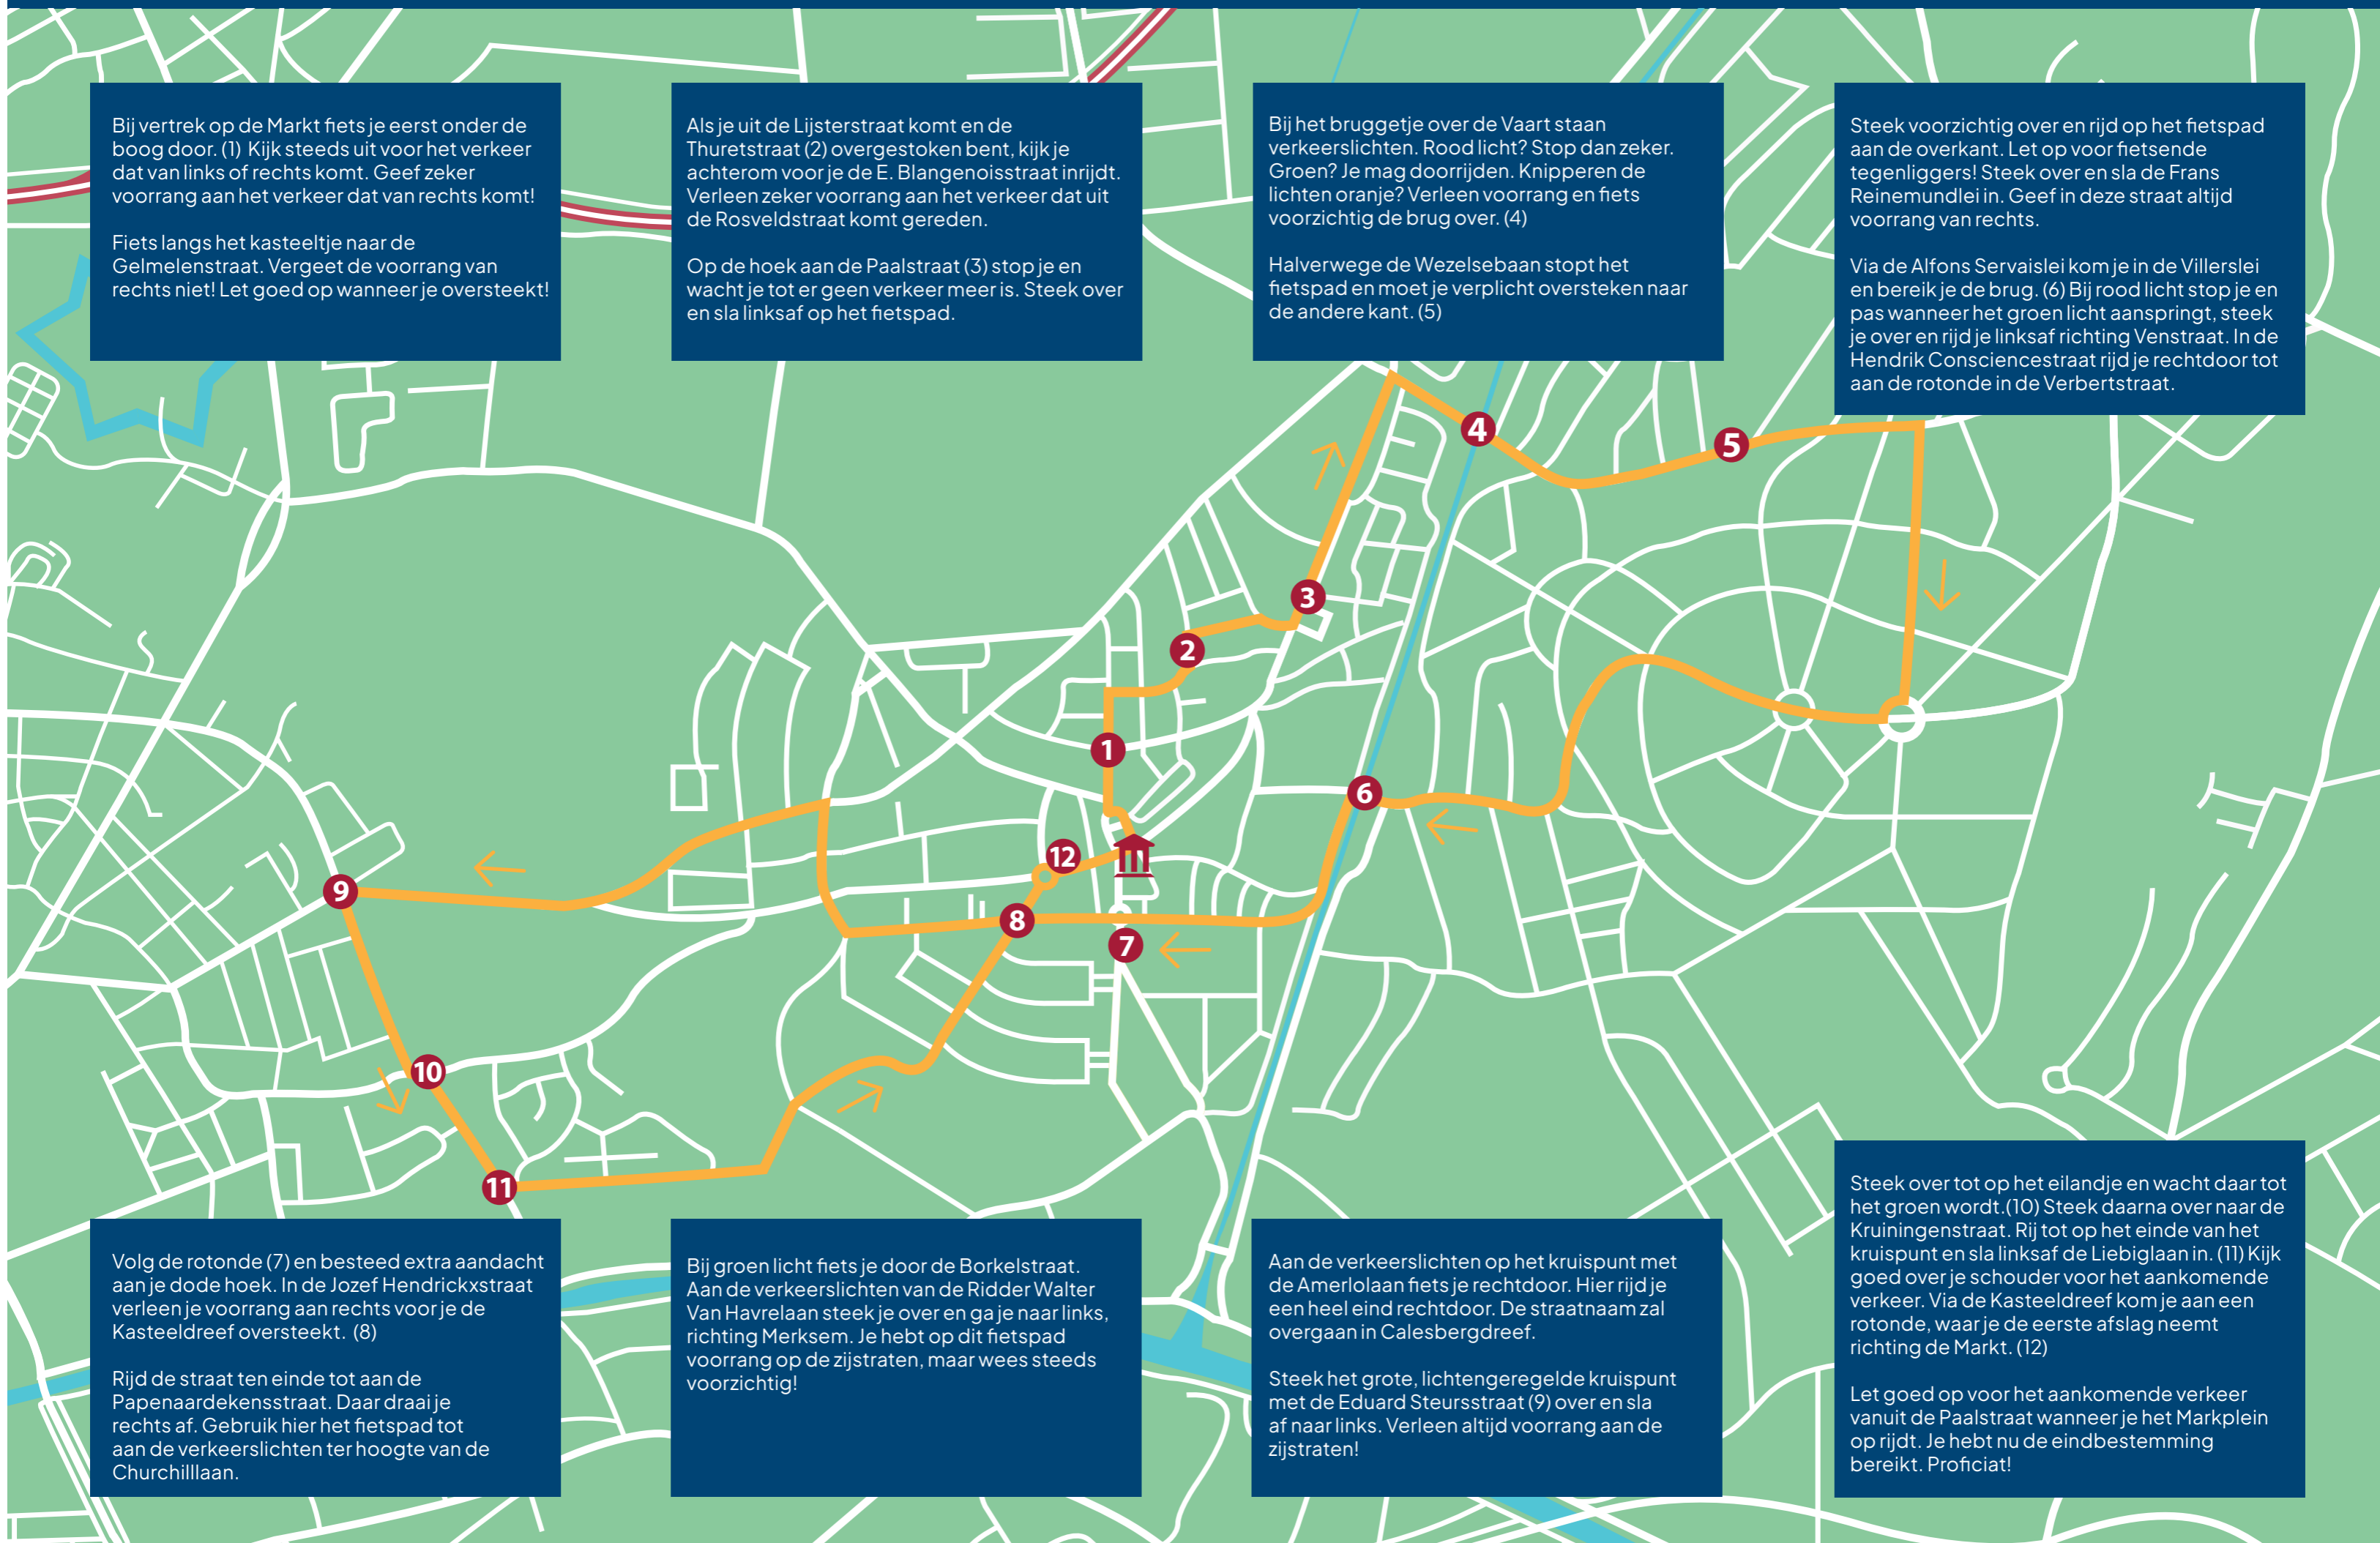 Bij vertrek op de Markt fiets je eerst onder de
boog door. (1) Kijk steeds uit voor het verkeer
dat van links of rechts komt. Geef zeker
voorrang aan het verkeer dat van rechts komt!
Fiets langs het kasteeltje naar de
Gelmelenstraat. Vergeet de voorrang van
rechts niet! Let goed op wanneer je oversteekt!
Als je uit de Lijsterstraat komt en de
Thuretstraat (2) overgestoken bent, kijk je
achterom voor je de E. Blangenoisstraat inrijdt.
Verleen zeker voorrang aan het verkeer dat uit
de Rosveldstraat komt gereden.
Op de hoek aan de Paalstraat (3) stop je en
wacht je tot er geen verkeer meer is. Steek over
en sla linksaf op het fietspad.
Bij het bruggetje over de Vaart staan
verkeerslichten. Rood licht? Stop dan zeker.
Groen? Je mag doorrijden. Knipperen de
lichten oranje? Verleen voorrang en fiets
voorzichtig de brug over. (4)
Halverwege de Wezelsebaan stopt het
fietspad en moet je verplicht oversteken naar
de andere kant. (5)
Steek voorzichtig over en rijd op het fietspad
aan de overkant. Let op voor fietsende
tegenliggers! Steek over en sla de Frans
Reinemundlei in. Geef in deze straat altijd
voorrang van rechts.
Via de Alfons Servaislei kom je in de Villerslei
en bereik je de brug. (6) Bij rood licht stop je en
pas wanneer het groen licht aanspringt, steek
je over en rijd je linksaf richting Venstraat. In de
Hendrik Consciencestraat rijd je rechtdoor tot
aan de rotonde in de Verbertstraat.
4
5
3
2
1
6
12
9
8
7
10
11
Volg de rotonde (7) en besteed extra aandacht
aan je dode hoek. In de Jozef Hendrickxstraat
verleen je voorrang aan rechts voor je de
Kasteeldreef oversteekt. (8)
Rijd de straat ten einde tot aan de
Papenaardekensstraat. Daar draai je
rechts af. Gebruik hier het fietspad tot
aan de verkeerslichten ter hoogte van de
Churchilllaan.
Bij groen licht fiets je door de Borkelstraat.
Aan de verkeerslichten van de Ridder Walter
Van Havrelaan steek je over en ga je naar links,
richting Merksem. Je hebt op dit fietspad
voorrang op de zijstraten, maar wees steeds
voorzichtig!
Aan de verkeerslichten op het kruispunt met
de Amerlolaan fiets je rechtdoor. Hier rijd je
een heel eind rechtdoor. De straatnaam zal
overgaan in Calesbergdreef.
Steek het grote, lichtengeregelde kruispunt
met de Eduard Steursstraat (9) over en sla
af naar links. Verleen altijd voorrang aan de
zijstraten!
Steek over tot op het eilandje en wacht daar tot
het groen wordt.(10) Steek daarna over naar de
Kruiningenstraat. Rij tot op het einde van het
kruispunt en sla linksaf de Liebiglaan in. (11) Kijk
goed over je schouder voor het aankomende
verkeer. Via de Kasteeldreef kom je aan een
rotonde, waar je de eerste afslag neemt
richting de Markt. (12)
Let goed op voor het aankomende verkeer
vanuit de Paalstraat wanneer je het Markplein
op rijdt. Je hebt nu de eindbestemming
bereikt. Proficiat!